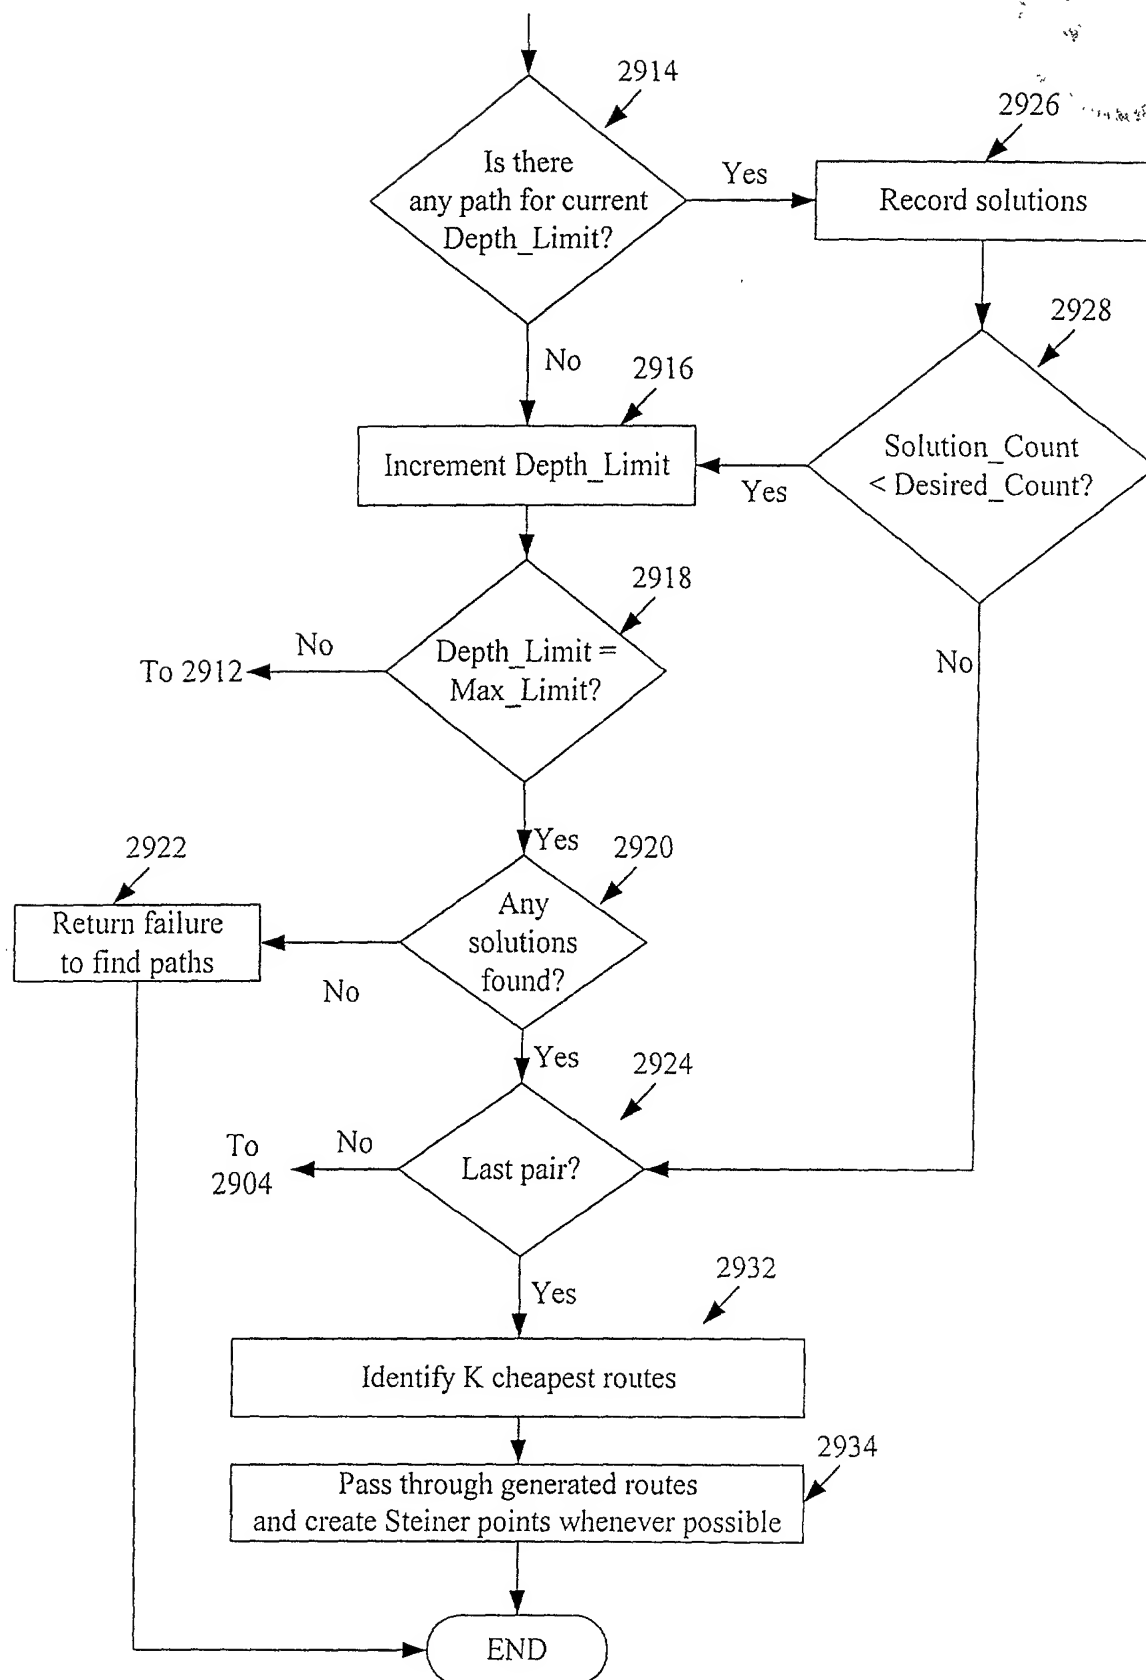 2914
2926
Is there
any path for current
Depth_Limit?
Yes
Record solutions
2928
No
2916
Solution_Count
< Desired_Count?
Increment Depth_Limit
Yes
2918
No
Depth_Limit =
Max_Limit?
To 2912
No
Yes
2922
2920
Return failure
to find paths
Any
solutions
found?
No
Yes
2924
To
2904
No
Last pair?
2932
Yes
Identify K cheapest routes
2934
Pass through generated routes
and create Steiner points whenever possible
END